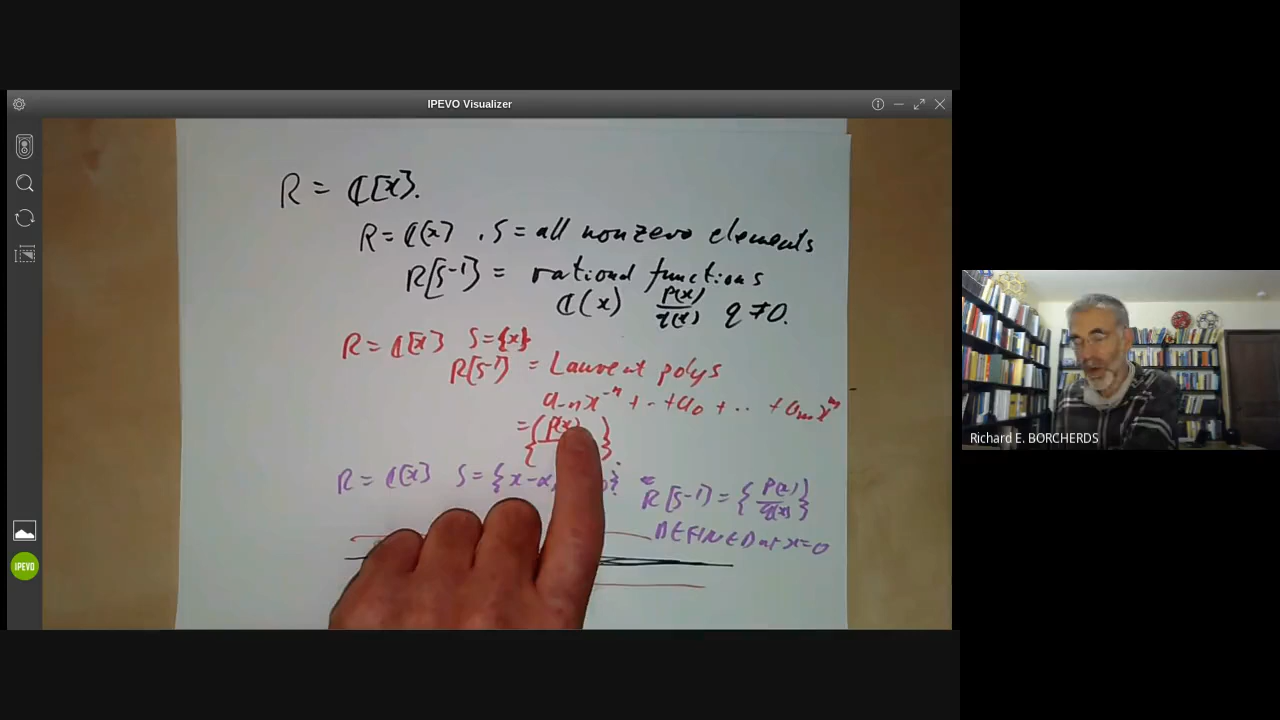 IPEVO Visualizer
R = ℂ[x].
R = ℂ[x] . S = all nonzero elements
R[S⁻¹] = rational functions
ℂ(x) p(x)/q(x) q ≠ 0.
R = ℂ[x] S = {x}
R[S⁻¹] = Laurent polys
a₋ₙx⁻ⁿ + ·· + a₀ + ·· + aₘxᵐ
= { p(x) }
R = ℂ[x] S = { x-α, }
R[S⁻¹] = { p(x)/q(x) }
DEFINED at x=0
IPEVO
Richard E. BORCHERDS